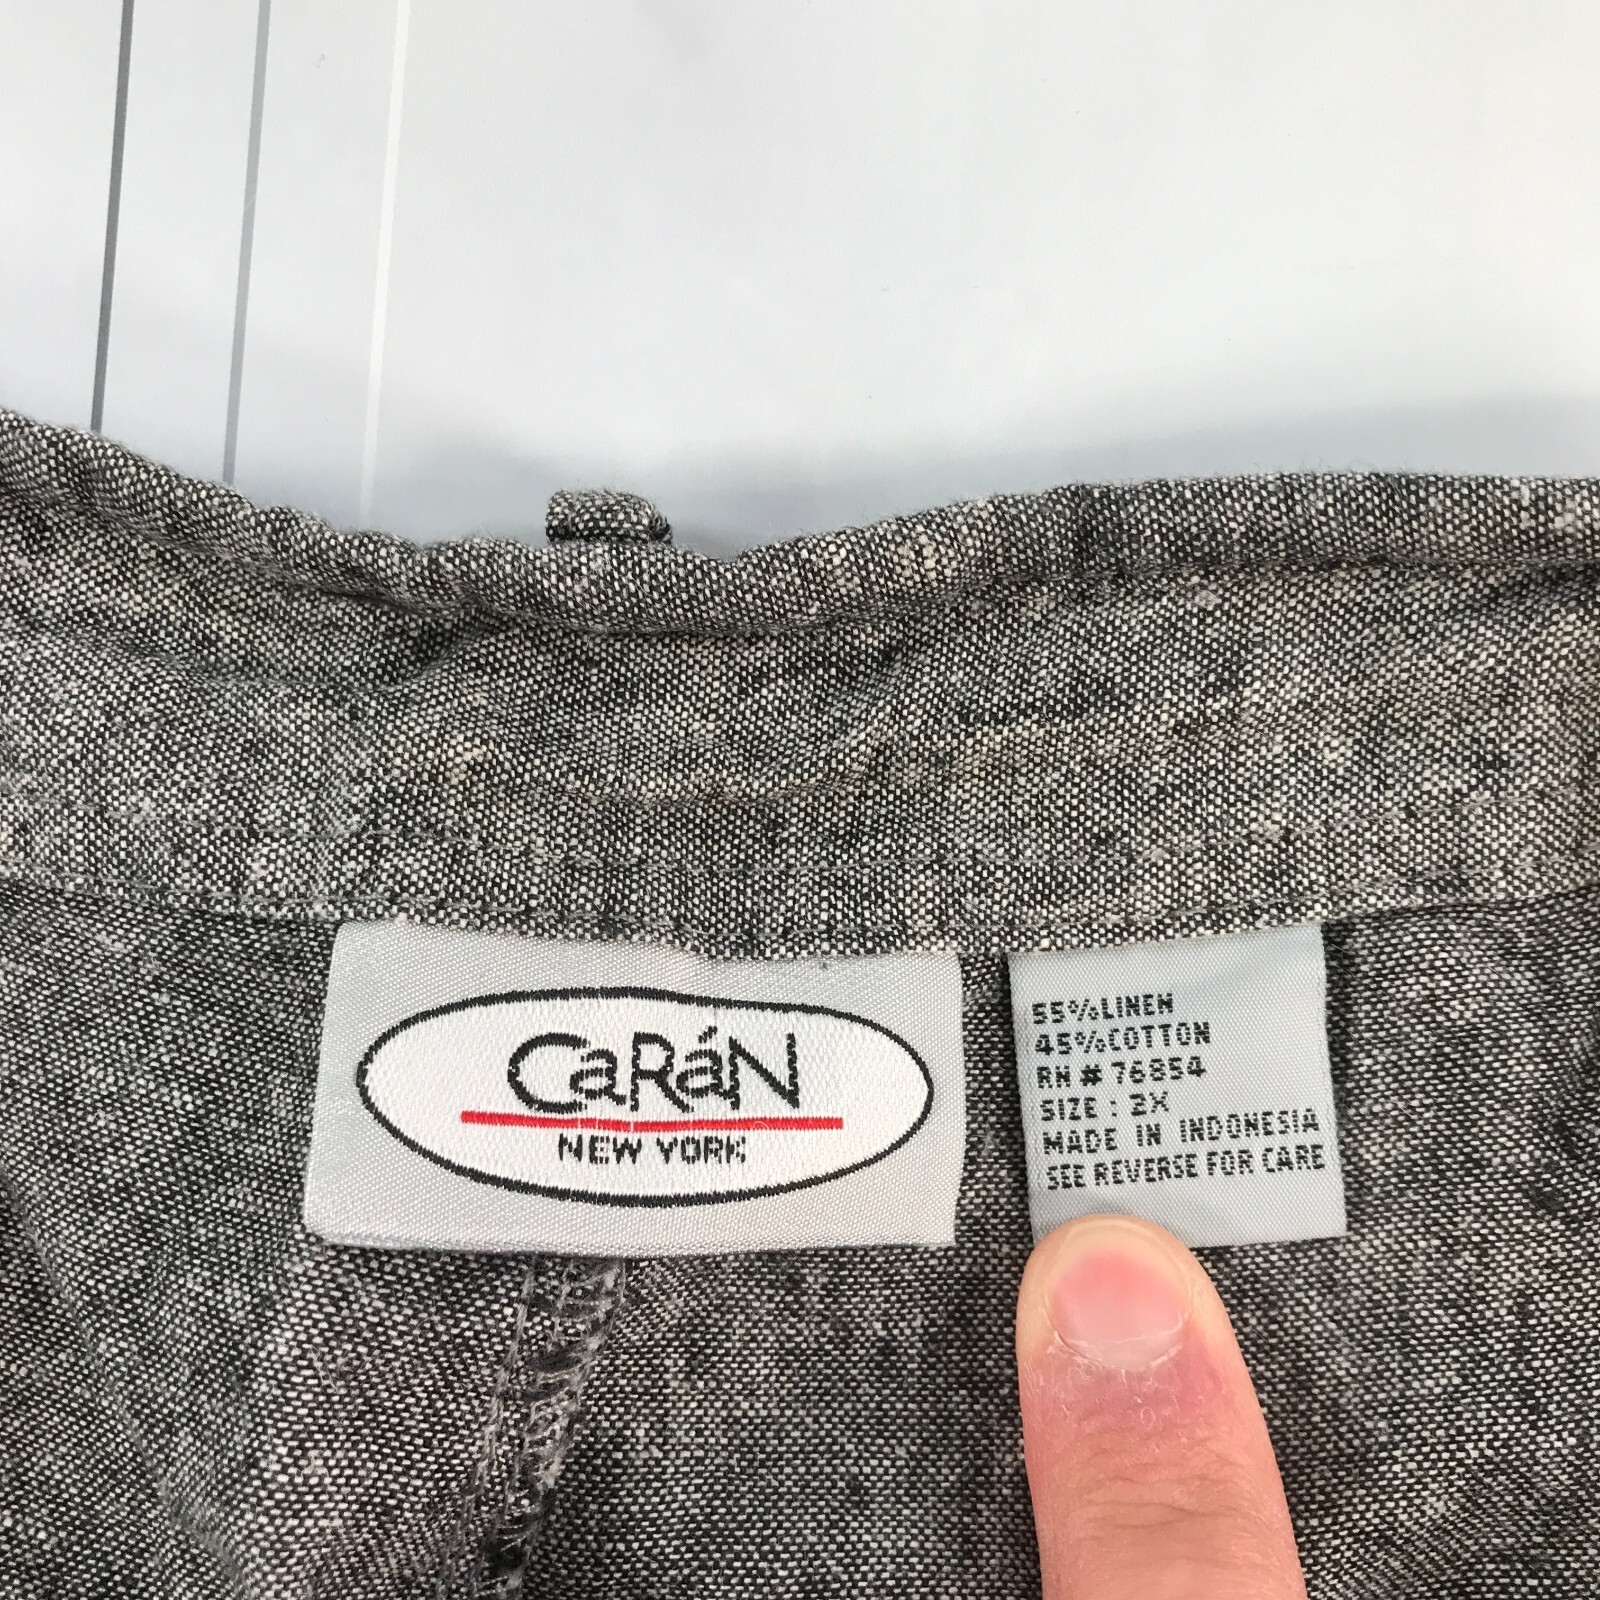 CaRáN
NEW YORK
55%LINEN
45%COTTON
RN # 76854
SIZE : 2X
MADE IN INDONESIA
SEE REVERSE FOR CARE